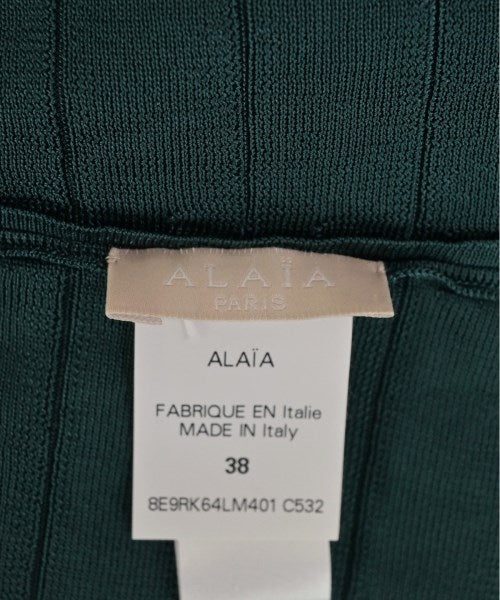 ALAÏA
PARIS
ALAÏA
FABRIQUE EN Italie
MADE IN Italy
38
8E9RK64LM401 C532